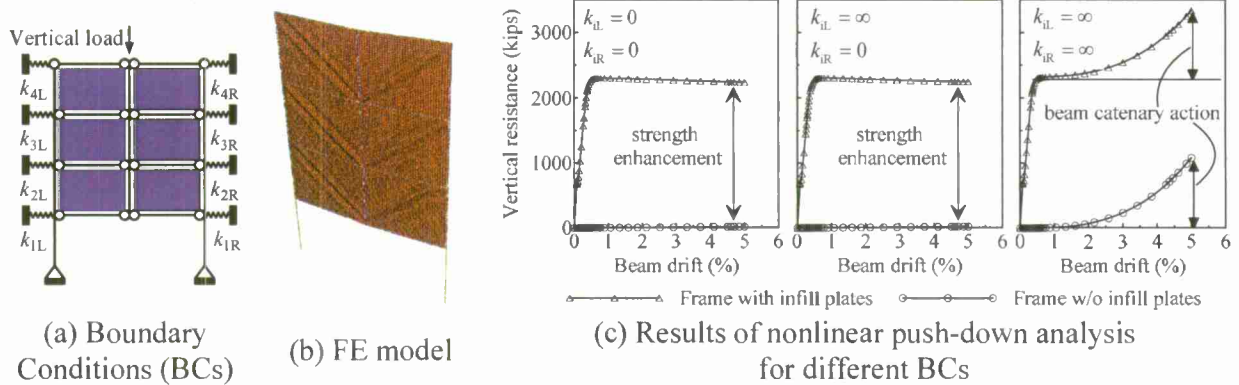 Vertical load
k4L
k4R
k3L
k3R
k2L
k2R
k1L
k1R
(a) Boundary
Conditions (BCs)
(b) FE model
Vertical resistance (kips)
3000
2000
1000
0
kiL = 0
kiR = 0
strength
enhancement
0 1 2 3 4 5 6
Beam drift (%)
kiL = ∞
kiR = 0
strength
enhancement
0 1 2 3 4 5 6
Beam drift (%)
kiL = ∞
kiR = ∞
beam catenary action
0 1 2 3 4 5 6
Beam drift (%)
Frame with infill plates
Frame w/o infill plates
(c) Results of nonlinear push-down analysis
for different BCs